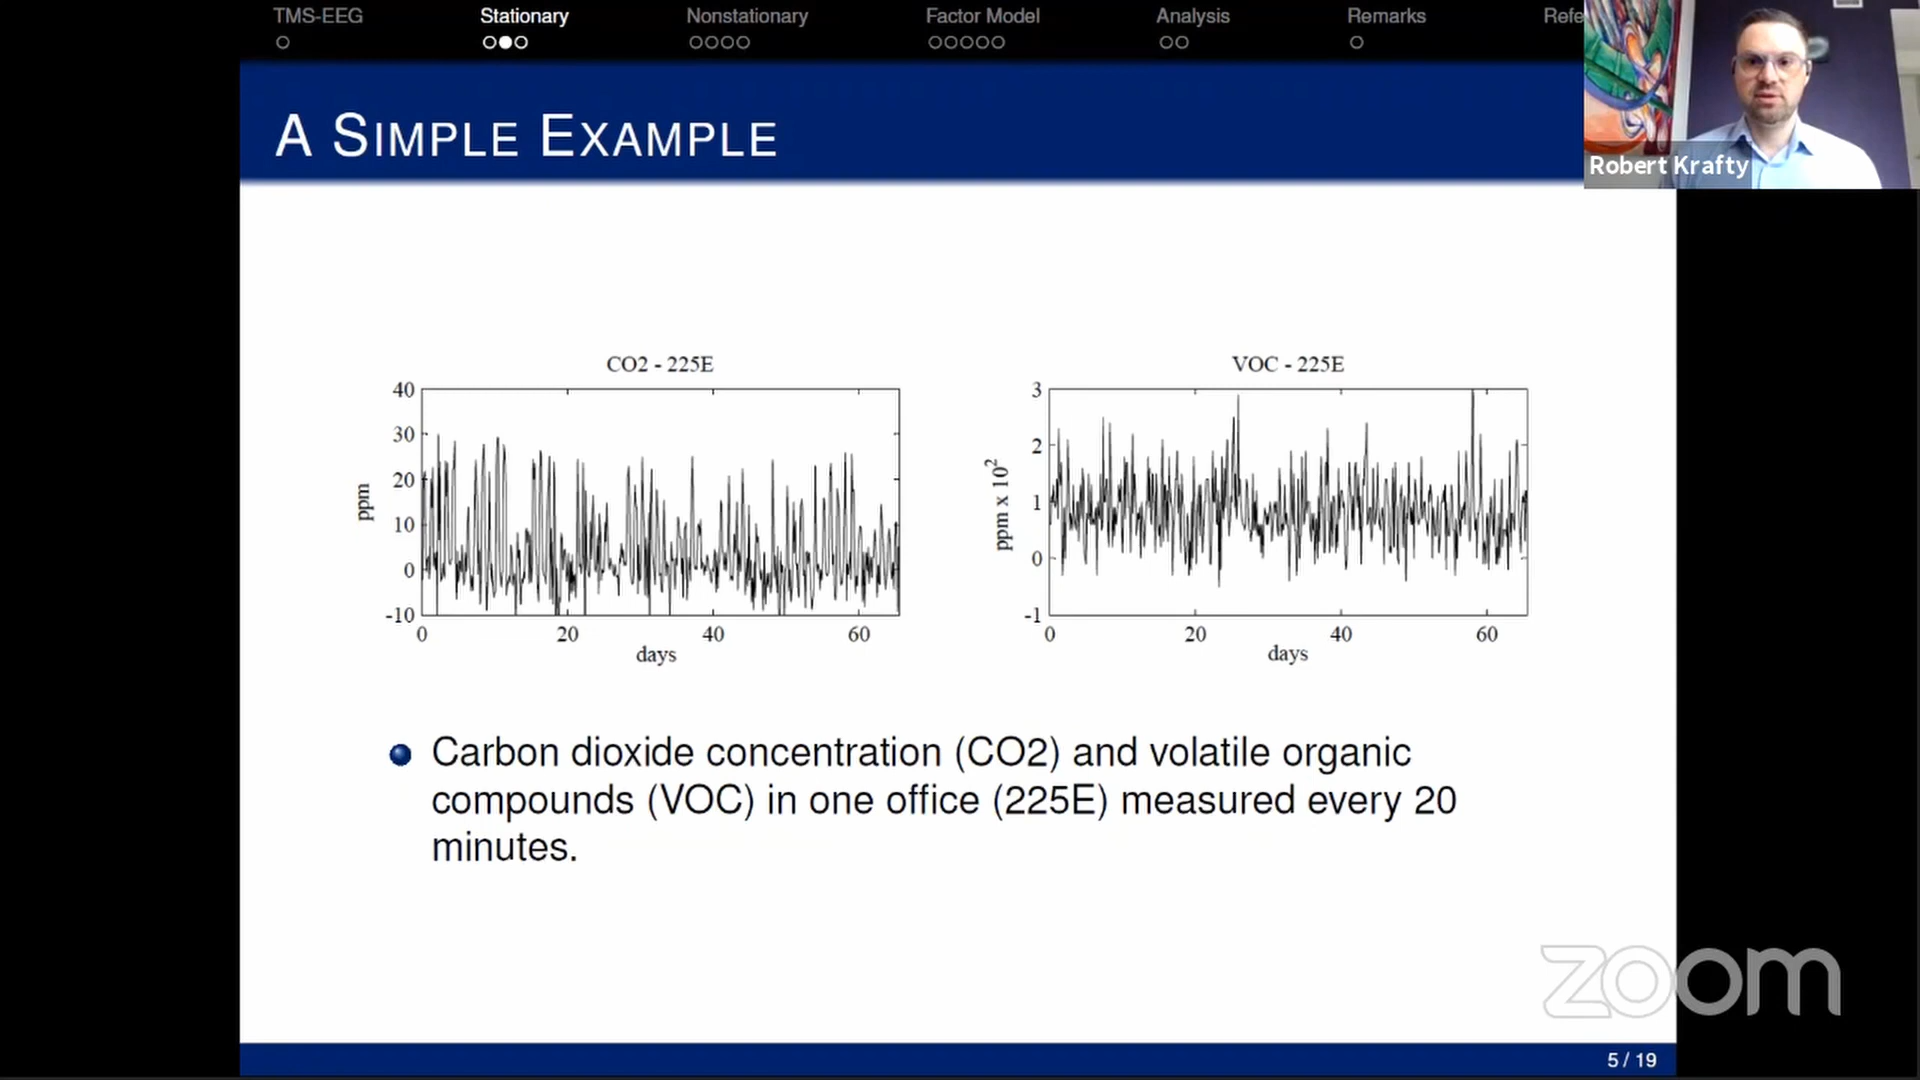 TMS-EEG Stationary Nonstationary Factor Model Analysis Remarks Refe
A SIMPLE EXAMPLE
Robert Krafty
CO2 - 225E
40
30
20
10
0
-10
ppm
0 20 40 60
days
VOC - 225E
3
2
1
0
-1
ppm x 10²
0 20 40 60
days
Carbon dioxide concentration (CO2) and volatile organic
compounds (VOC) in one office (225E) measured every 20
minutes.
zoom
5 / 19